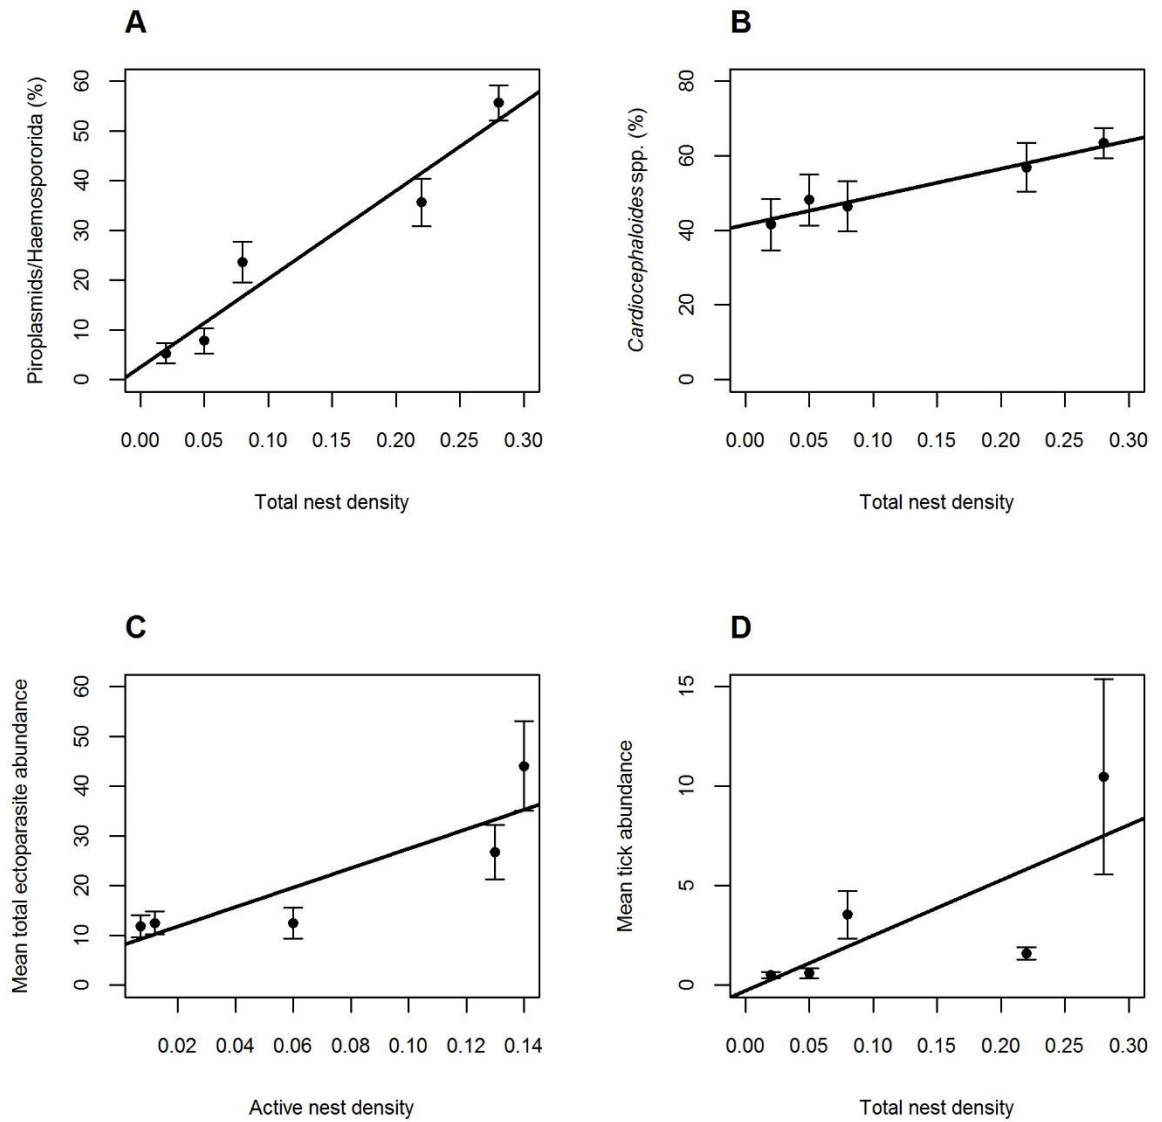 A
Piroplasmids/Haemospororida (%)
60
50
40
30
20
10
0
0.00 0.05 0.10 0.15 0.20 0.25 0.30
Total nest density
B
Cardiocephaloides spp. (%)
80
60
40
20
0
0.00 0.05 0.10 0.15 0.20 0.25 0.30
Total nest density
C
Mean total ectoparasite abundance
60
50
40
30
20
10
0
0.02 0.04 0.06 0.08 0.10 0.12 0.14
Active nest density
D
Mean tick abundance
15
10
5
0
0.00 0.05 0.10 0.15 0.20 0.25 0.30
Total nest density